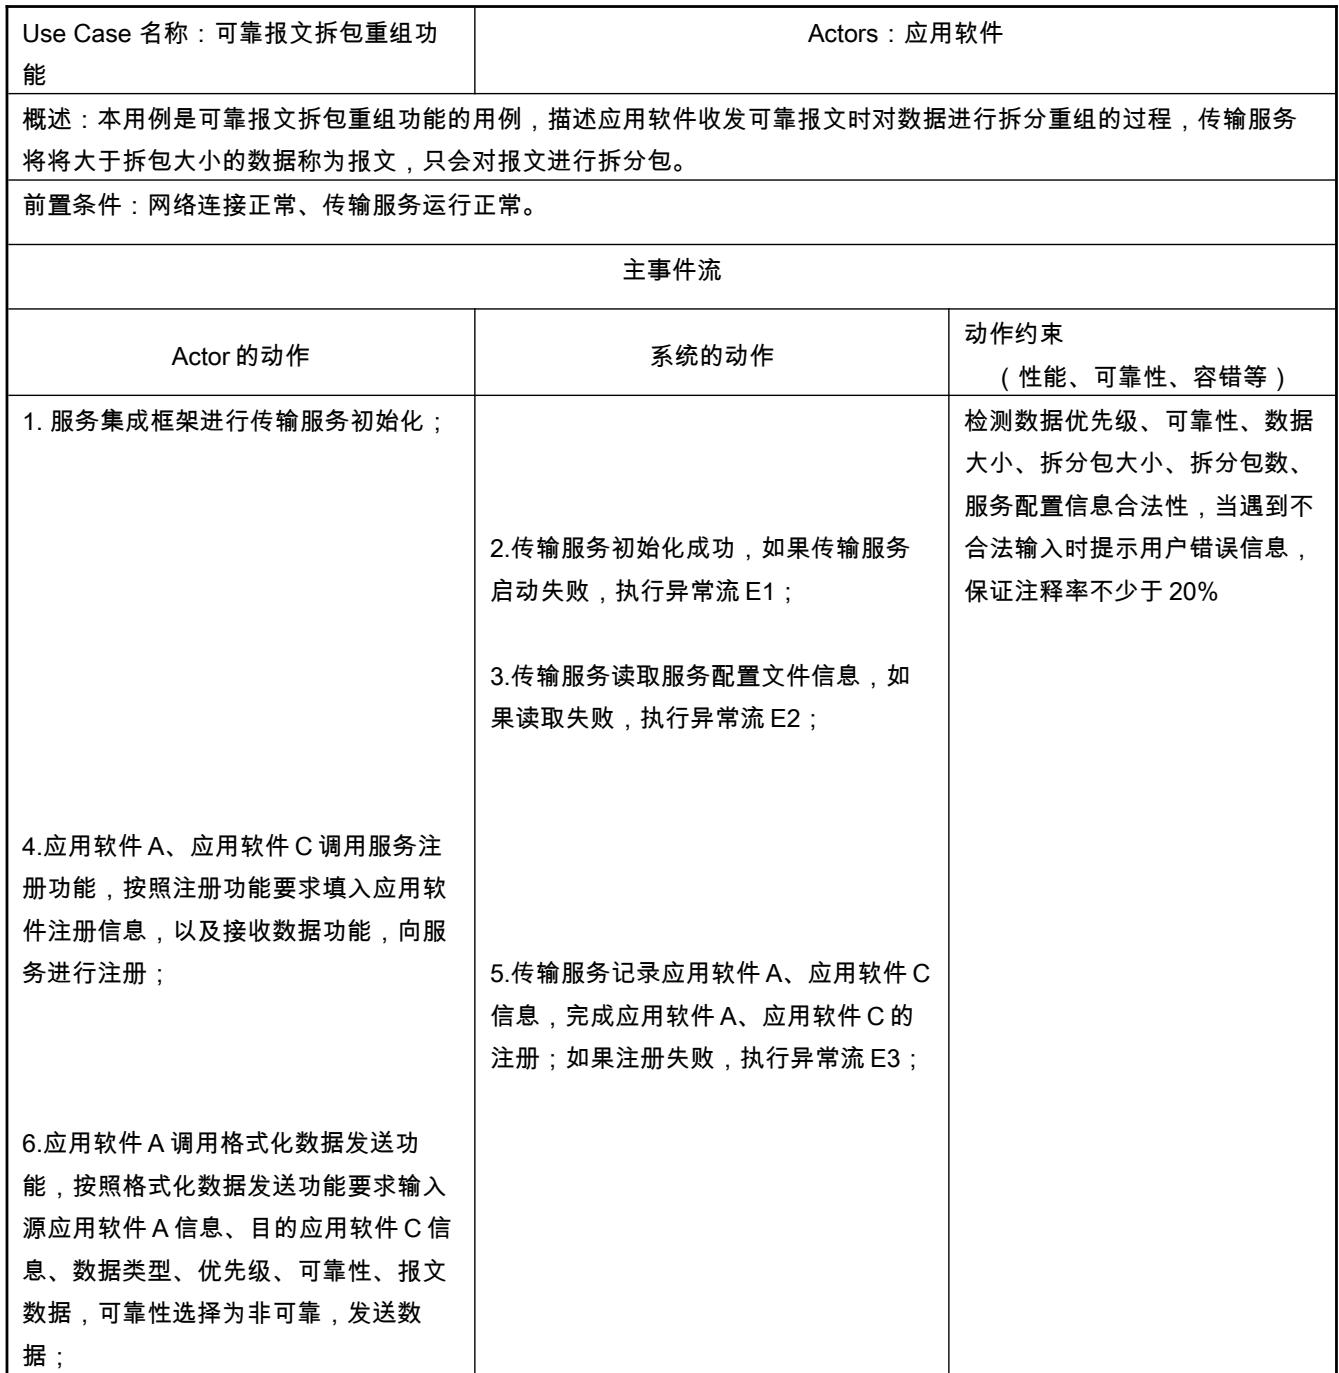 Use Case 名称：可靠报文拆包重组功
能
Actors：应用软件
概述：本用例是可靠报文拆包重组功能的用例，描述应用软件收发可靠报文时对数据进行拆分重组的过程，传输服务
将将大于拆包大小的数据称为报文，只会对报文进行拆分包。
前置条件：网络连接正常、传输服务运行正常。
主事件流
Actor 的动作
系统的动作
动作约束
（性能、可靠性、容错等）
1. 服务集成框架进行传输服务初始化；
检测数据优先级、可靠性、数据
大小、拆分包大小、拆分包数、
服务配置信息合法性，当遇到不
合法输入时提示用户错误信息，
保证注释率不少于 20%
2.传输服务初始化成功，如果传输服务
启动失败，执行异常流 E1；
3.传输服务读取服务配置文件信息，如
果读取失败，执行异常流 E2；
4.应用软件 A、应用软件 C 调用服务注
册功能，按照注册功能要求填入应用软
件注册信息，以及接收数据功能，向服
务进行注册；
5.传输服务记录应用软件 A、应用软件 C
信息，完成应用软件 A、应用软件 C 的
注册；如果注册失败，执行异常流 E3；
6.应用软件 A 调用格式化数据发送功
能，按照格式化数据发送功能要求输入
源应用软件 A 信息、目的应用软件 C 信
息、数据类型、优先级、可靠性、报文
数据，可靠性选择为非可靠，发送数
据；